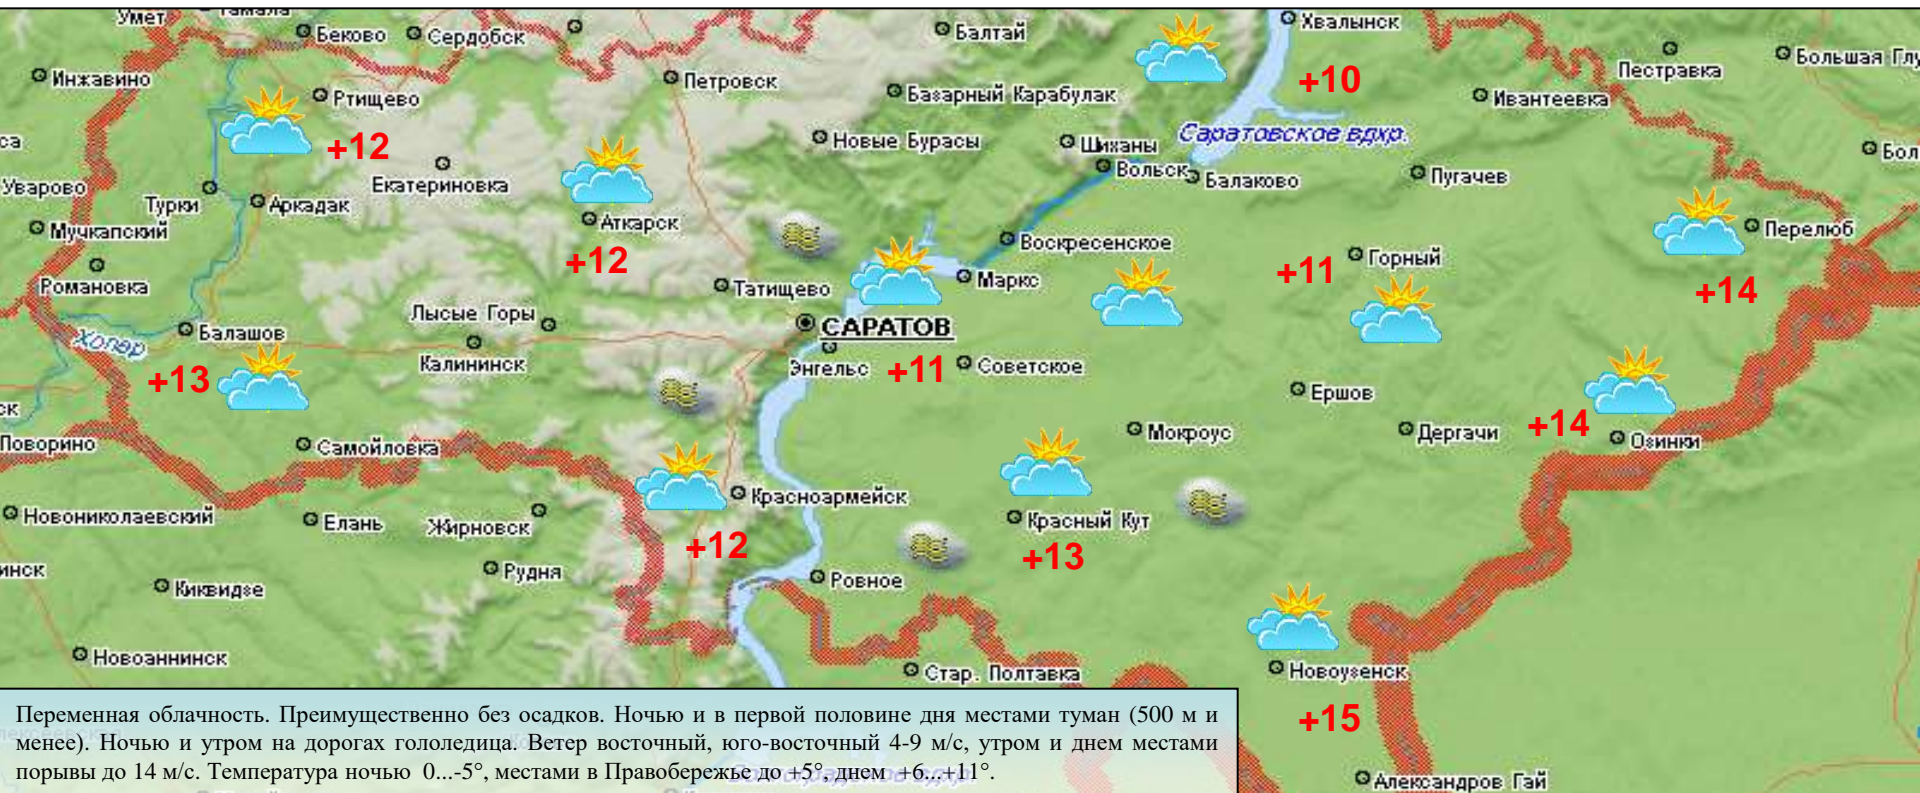 Умет
Тамала
Беково
Сердобск
Балтай
Хвалынск
Инжавино
Ртищево
Петровск
Базарный Карабулак
+10
Ивантеевка
Пестравка
Большая Глу
са
+12
Екатериновка
Новые Бурасы
Шиханы
Саратовское вдхр.
Вольск
Балаково
Пугачев
Бол
Уварово
Турки
Аркадак
Аткарск
Мучкапский
+12
Воскресенское
+11
Горный
Перелюб
Романовка
Татищево
Маркс
+14
Хопер
Балашов
Лысые Горы
САРАТОВ
Калининск
+13
Энгельс
+11
Советское
Ершов
ск
Поворино
Самойловка
Мокроус
Дергачи
+14
Озинки
Новониколаевский
Елань
Жирновск
Красноармейск
Красный Кут
+12
+13
инск
Киквидзе
Рудня
Ровное
Новоаннинск
Стар. Полтавка
Новоузенск
+15
Александров Гай
Переменная облачность. Преимущественно без осадков. Ночью и в первой половине дня местами туман (500 м и
менее). Ночью и утром на дорогах гололедица. Ветер восточный, юго-восточный 4-9 м/с, утром и днем местами
порывы до 14 м/с. Температура ночью 0...-5°, местами в Правобережье до +5°, днем +6...+11°.